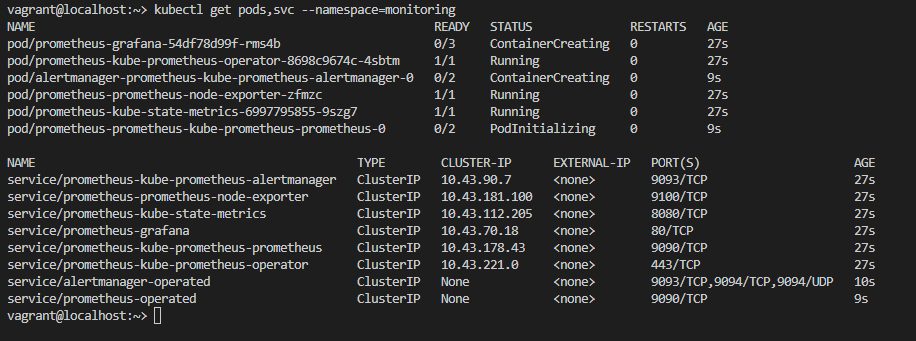 vagrant@localhost:~> kubectl get pods,svc --namespace=monitoring
NAME READY STATUS RESTARTS AGE
pod/prometheus-grafana-54df78d99f-rms4b 0/3 ContainerCreating 0 27s
pod/prometheus-kube-prometheus-operator-8698c9674c-4sbtm 1/1 Running 0 27s
pod/alertmanager-prometheus-kube-prometheus-alertmanager-0 0/2 ContainerCreating 0 9s
pod/prometheus-prometheus-node-exporter-zfmzc 1/1 Running 0 27s
pod/prometheus-kube-state-metrics-6997795855-9szg7 1/1 Running 0 27s
pod/prometheus-prometheus-kube-prometheus-prometheus-0 0/2 PodInitializing 0 9s
NAME TYPE CLUSTER-IP EXTERNAL-IP PORT(S) AGE
service/prometheus-kube-prometheus-alertmanager ClusterIP 10.43.90.7 <none> 9093/TCP 27s
service/prometheus-prometheus-node-exporter ClusterIP 10.43.181.100 <none> 9100/TCP 27s
service/prometheus-kube-state-metrics ClusterIP 10.43.112.205 <none> 8080/TCP 27s
service/prometheus-grafana ClusterIP 10.43.70.18 <none> 80/TCP 27s
service/prometheus-kube-prometheus-prometheus ClusterIP 10.43.178.43 <none> 9090/TCP 27s
service/prometheus-kube-prometheus-operator ClusterIP 10.43.221.0 <none> 443/TCP 27s
service/alertmanager-operated ClusterIP None <none> 9093/TCP,9094/TCP,9094/UDP 10s
service/prometheus-operated ClusterIP None <none> 9090/TCP 9s
vagrant@localhost:~>